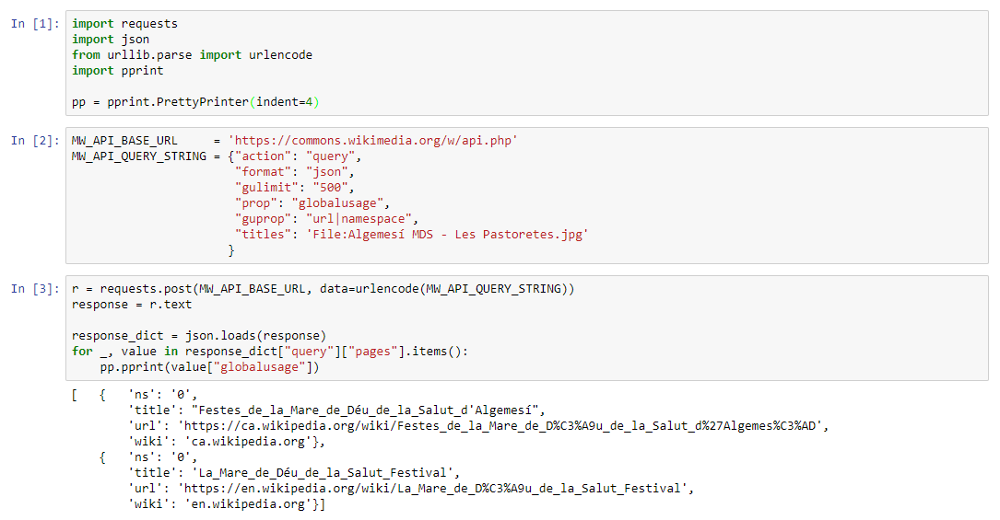 In [1]: import requests
import json
from urllib.parse import urlencode
import pprint
pp = pprint.PrettyPrinter(indent=4)
In [2]: MW_API_BASE_URL     = 'https://commons.wikimedia.org/w/api.php'
MW_API_QUERY_STRING = {"action": "query",
"format": "json",
"gulimit": "500",
"prop": "globalusage",
"guprop": "url|namespace",
"titles": 'File:Algemesí MDS - Les Pastoretes.jpg'
}
In [3]: r = requests.post(MW_API_BASE_URL, data=urlencode(MW_API_QUERY_STRING))
response = r.text
response_dict = json.loads(response)
for _, value in response_dict["query"]["pages"].items():
pp.pprint(value["globalusage"])
[   {   'ns': '0',
'title': "Festes_de_la_Mare_de_Déu_de_la_Salut_d'Algemesí",
'url': 'https://ca.wikipedia.org/wiki/Festes_de_la_Mare_de_D%C3%A9u_de_la_Salut_d%27Algemes%C3%AD',
'wiki': 'ca.wikipedia.org'},
{   'ns': '0',
'title': 'La_Mare_de_Déu_de_la_Salut_Festival',
'url': 'https://en.wikipedia.org/wiki/La_Mare_de_D%C3%A9u_de_la_Salut_Festival',
'wiki': 'en.wikipedia.org'}]